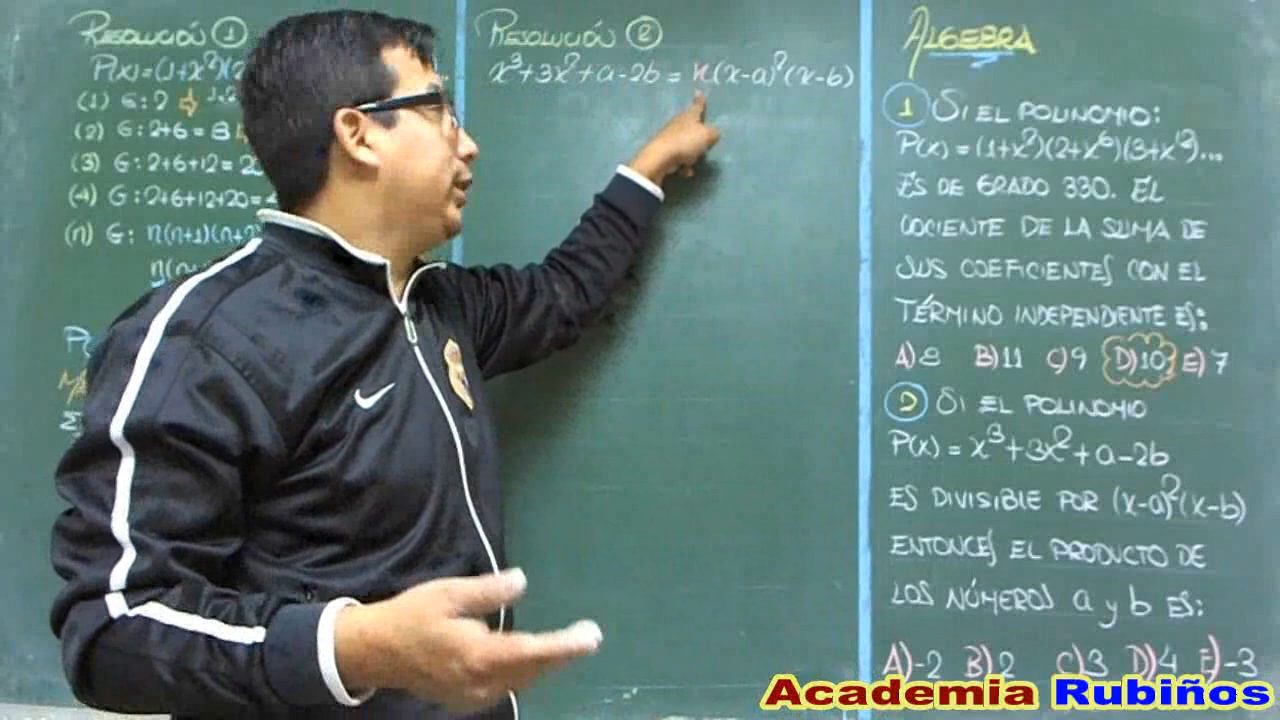 RESOLUCIÓN ①
P(x)=(1+x²)(2
(1) G: 2 ⇨
(2) G: 2+6=8
(3) G: 2+6+12=20
(4) G: 2+6+12+20=4
(n) G: n(n+1)(n+2)
RESOLUCIÓN ②
x³+3x²+a-2b = n(x-a)²(x-b)
ÁLGEBRA
1 SI EL POLINOMIO:
P(x)=(1+x²)(2+x⁶)(3+x¹²)...
ES DE GRADO 330. EL
COCIENTE DE LA SUMA DE
SUS COEFICIENTES CON EL
TÉRMINO INDEPENDIENTE ES:
A) 8 B) 11 C) 9 D) 10 E) 7
2 SI EL POLINOMIO
P(x)= x³+3x²+a-2b
ES DIVISIBLE POR (x-a)²(x-b)
ENTONCES EL PRODUCTO DE
LOS NÚMEROS a y b ES:
A)-2 B) 2 C) 3 D) 4 E)-3
Academia Rubiños